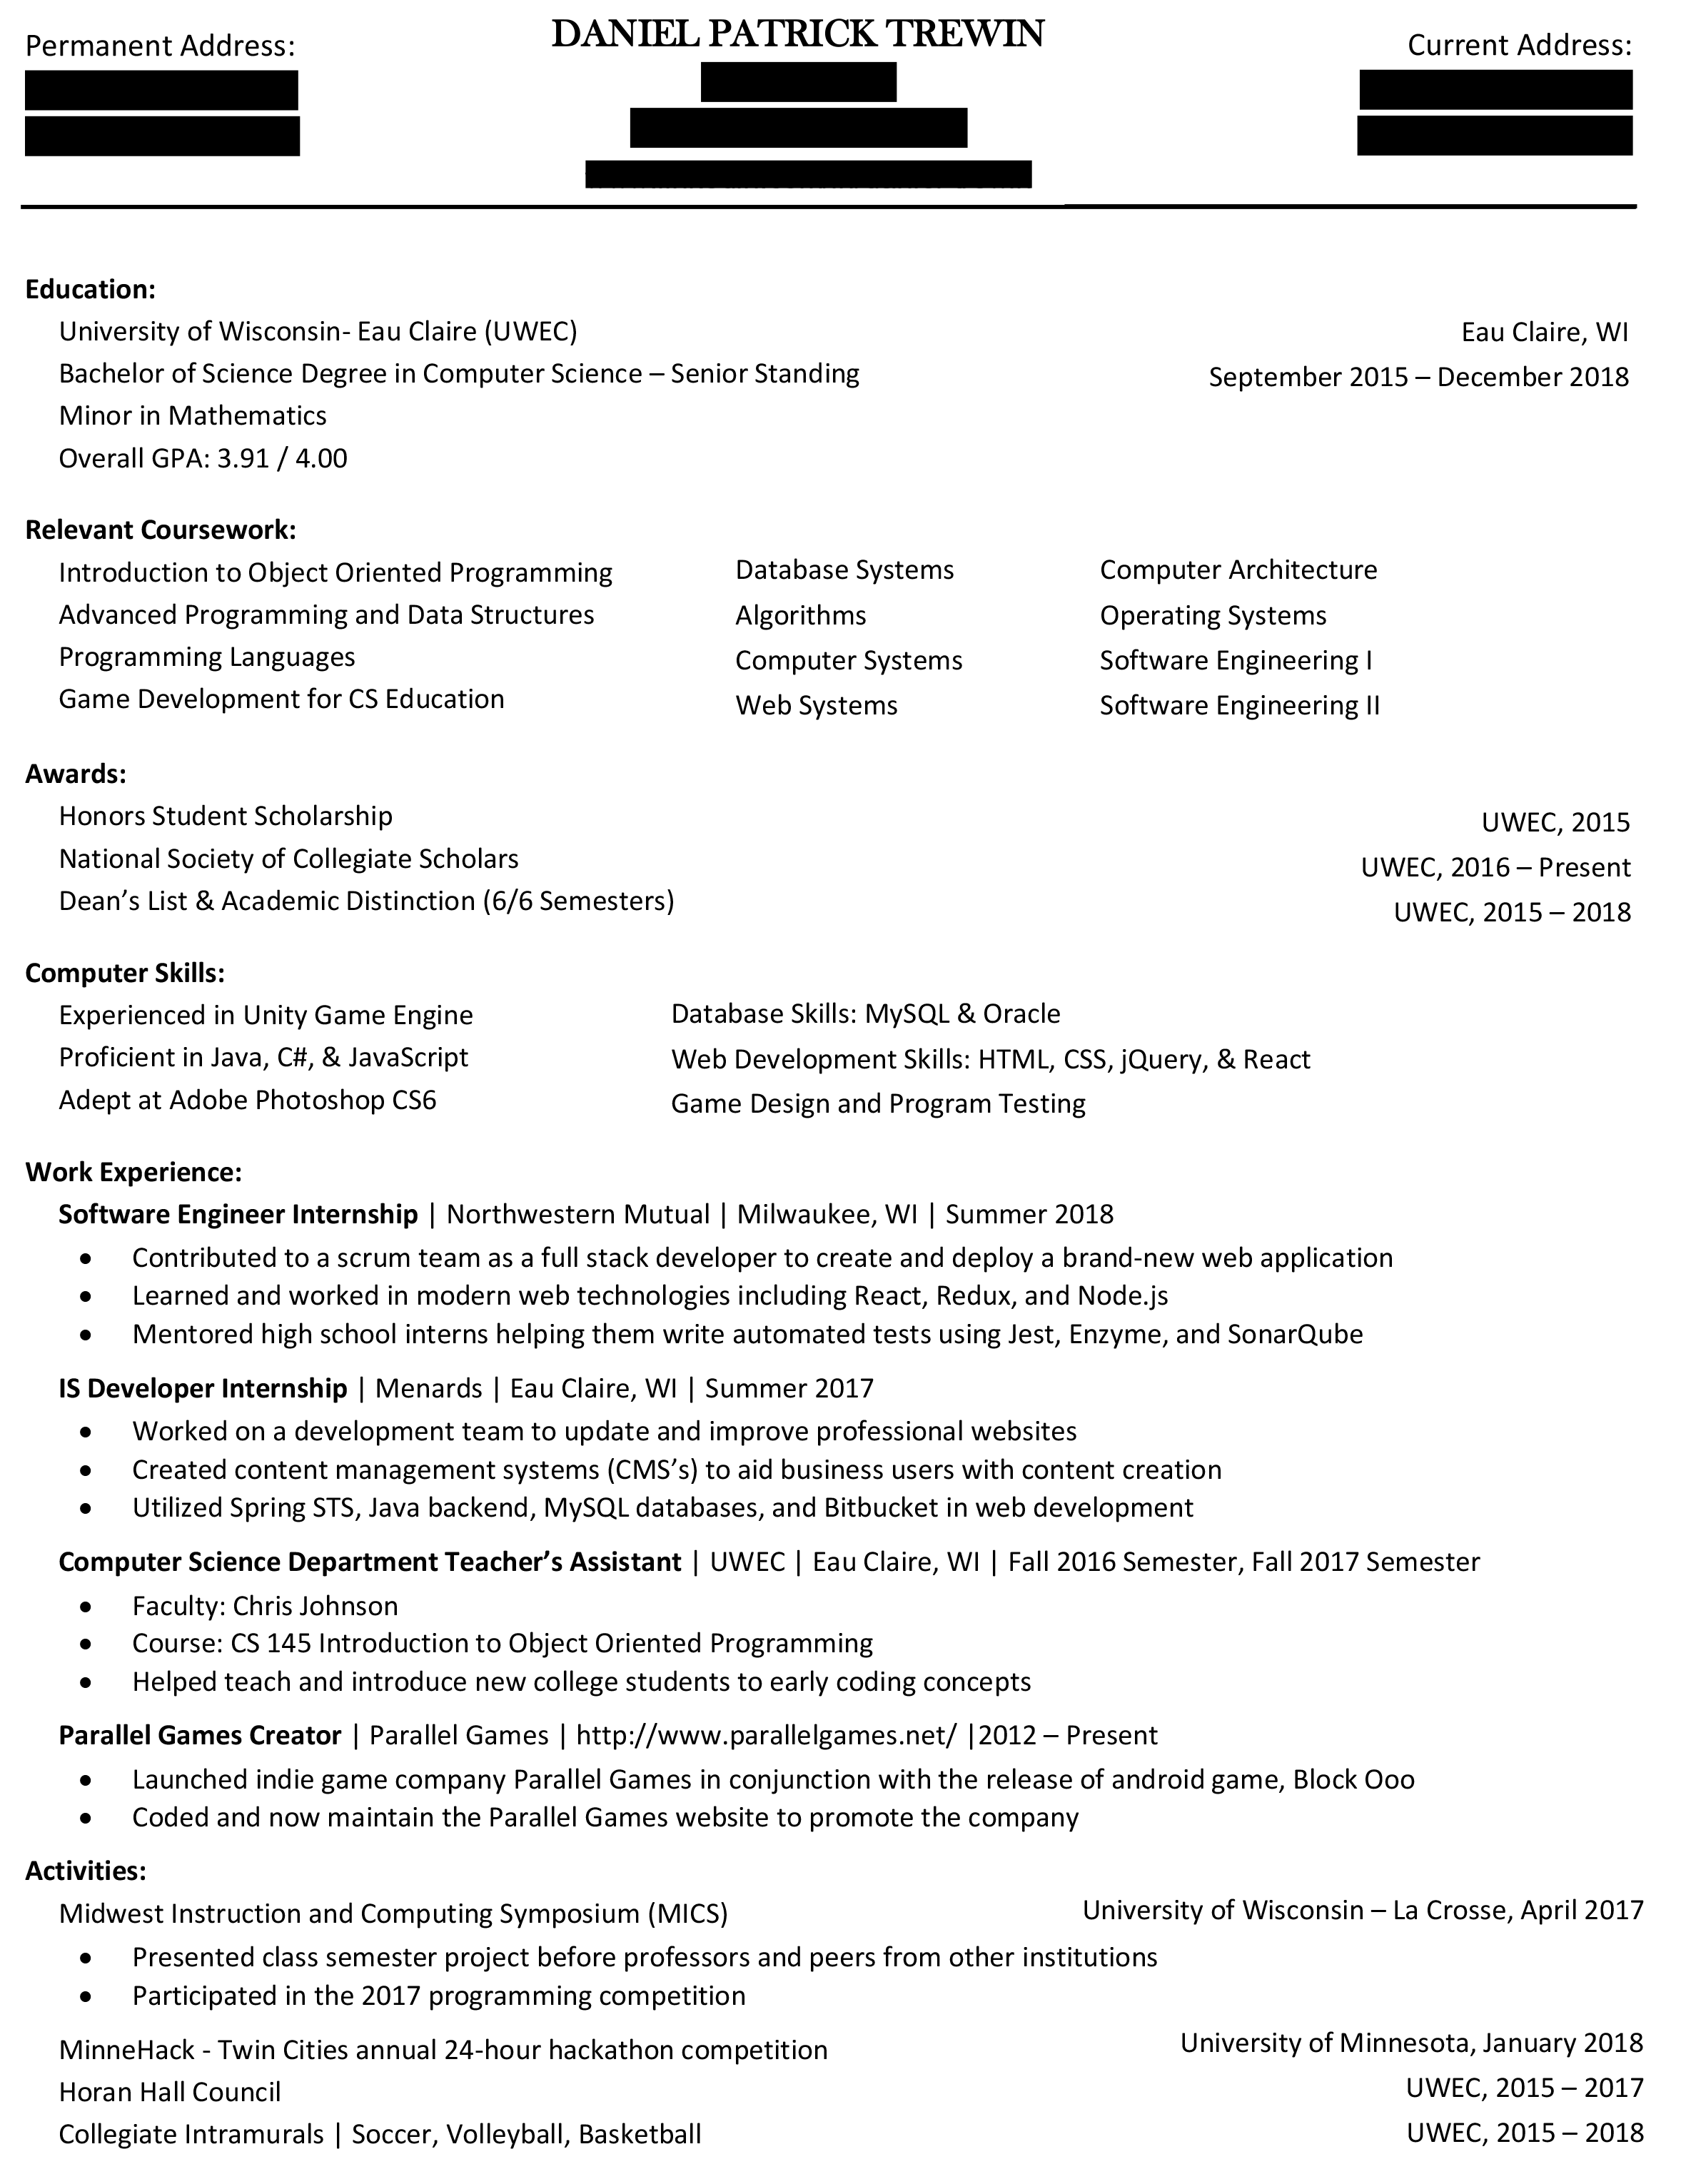 DANIEL PATRICK TREWIN
Permanent Address:
Current Address:
Education:
University of Wisconsin- Eau Claire (UWEC)
Eau Claire, WI
Bachelor of Science Degree in Computer Science – Senior Standing
September 2015 – December 2018
Minor in Mathematics
Overall GPA: 3.91 / 4.00
Relevant Coursework:
Introduction to Object Oriented Programming
Advanced Programming and Data Structures
Programming Languages
Game Development for CS Education
Database Systems
Algorithms
Computer Systems
Web Systems
Computer Architecture
Operating Systems
Software Engineering I
Software Engineering II
Awards:
Honors Student Scholarship
UWEC, 2015
National Society of Collegiate Scholars
UWEC, 2016 – Present
Dean’s List & Academic Distinction (6/6 Semesters)
UWEC, 2015 – 2018
Computer Skills:
Experienced in Unity Game Engine
Proficient in Java, C#, & JavaScript
Adept at Adobe Photoshop CS6
Database Skills: MySQL & Oracle
Web Development Skills: HTML, CSS, jQuery, & React
Game Design and Program Testing
Work Experience:
Software Engineer Internship | Northwestern Mutual | Milwaukee, WI | Summer 2018
• Contributed to a scrum team as a full stack developer to create and deploy a brand-new web application
• Learned and worked in modern web technologies including React, Redux, and Node.js
• Mentored high school interns helping them write automated tests using Jest, Enzyme, and SonarQube
IS Developer Internship | Menards | Eau Claire, WI | Summer 2017
• Worked on a development team to update and improve professional websites
• Created content management systems (CMS’s) to aid business users with content creation
• Utilized Spring STS, Java backend, MySQL databases, and Bitbucket in web development
Computer Science Department Teacher’s Assistant | UWEC | Eau Claire, WI | Fall 2016 Semester, Fall 2017 Semester
• Faculty: Chris Johnson
• Course: CS 145 Introduction to Object Oriented Programming
• Helped teach and introduce new college students to early coding concepts
Parallel Games Creator | Parallel Games | http://www.parallelgames.net/ |2012 – Present
• Launched indie game company Parallel Games in conjunction with the release of android game, Block Ooo
• Coded and now maintain the Parallel Games website to promote the company
Activities:
Midwest Instruction and Computing Symposium (MICS)
University of Wisconsin – La Crosse, April 2017
• Presented class semester project before professors and peers from other institutions
• Participated in the 2017 programming competition
MinneHack - Twin Cities annual 24-hour hackathon competition
University of Minnesota, January 2018
Horan Hall Council
UWEC, 2015 – 2017
Collegiate Intramurals | Soccer, Volleyball, Basketball
UWEC, 2015 – 2018